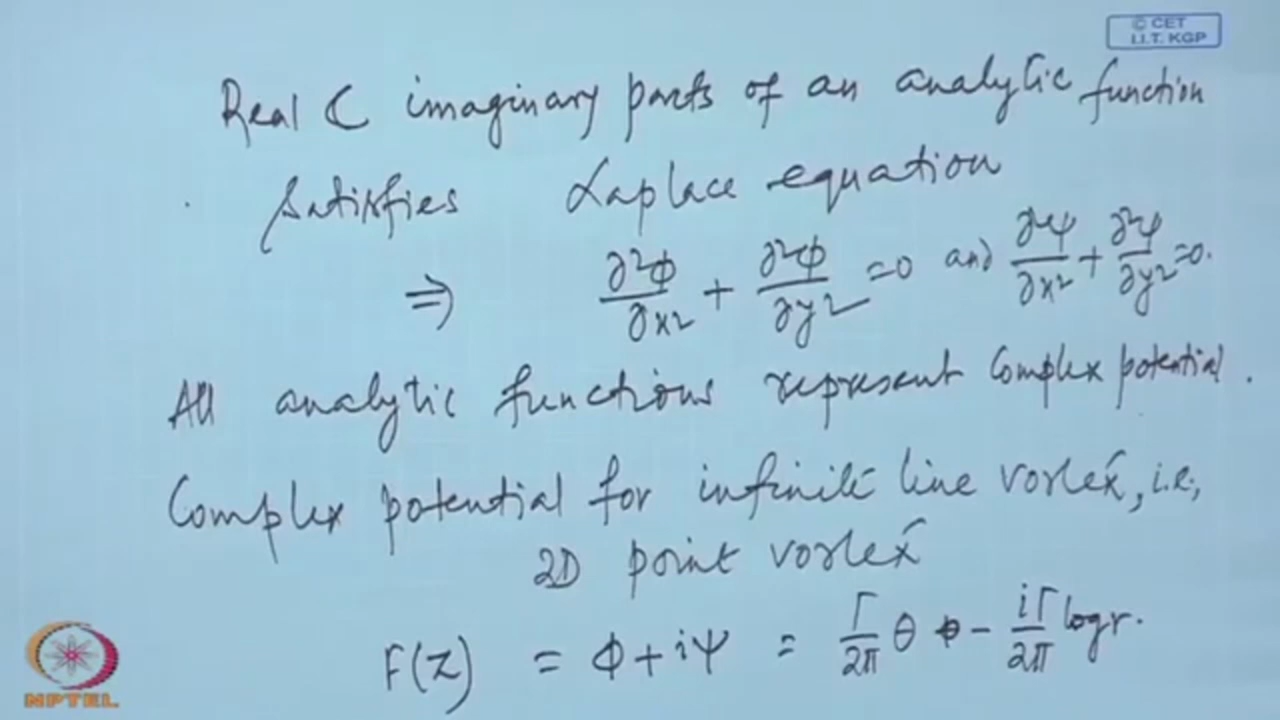 © CET
I.I.T. KGP
Real & imaginary parts of an analytic function
satisfies Laplace equation
⇒ ∂²φ/∂x² + ∂²φ/∂y² = 0 and ∂²ψ/∂x² + ∂²ψ/∂y² = 0.
All analytic functions represent Complex potential.
Complex potential for infinite line vortex, i.e.,
2D point vortex
F(z) = φ + iψ = Γ/2π θ - iΓ/2π log r.
NPTEL